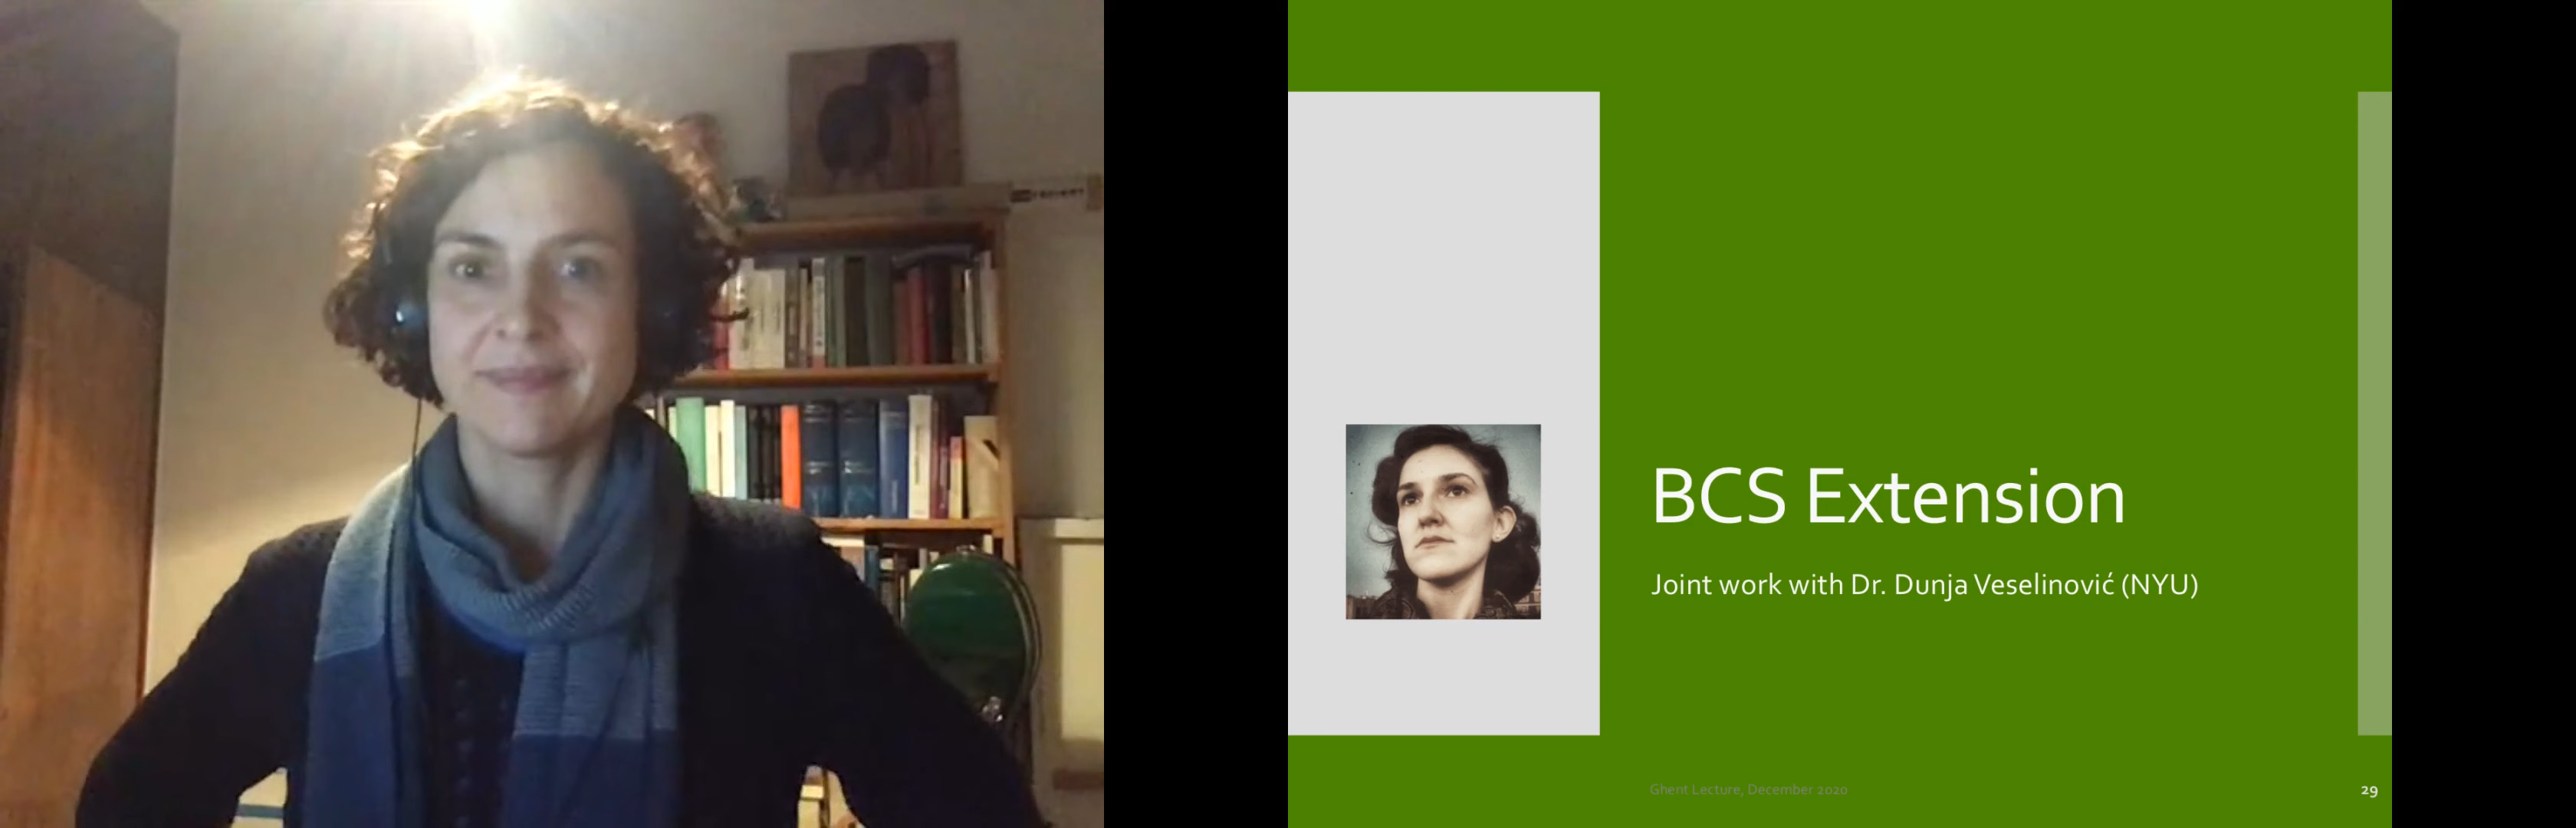 BCS Extension
Joint work with Dr. Dunja Veselinović (NYU)
Ghent Lecture, December 2020
29